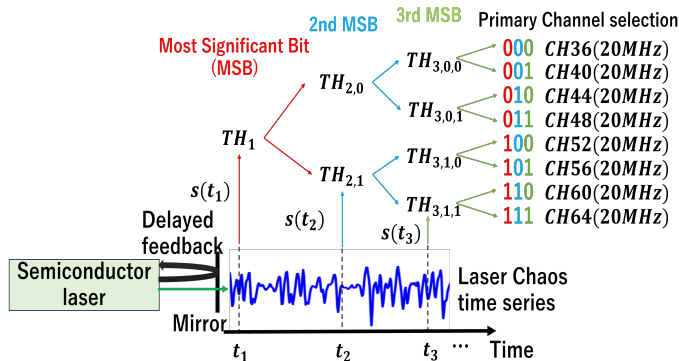 3rd MSB
2nd MSB
Primary Channel selection
Most Significant Bit
(MSB)
000 CH36(20MHz)
001 CH40(20MHz)
010 CH44(20MHz)
011 CH48(20MHz)
100 CH52(20MHz)
101 CH56(20MHz)
110 CH60(20MHz)
111 CH64(20MHz)
TH3,0,0
TH2,0
TH3,0,1
TH1
TH3,1,0
TH2,1
TH3,1,1
s(t1)
s(t2)
s(t3)
Delayed
feedback
Semiconductor
laser
Laser Chaos
time series
Mirror
t1
t2
t3 ...
Time